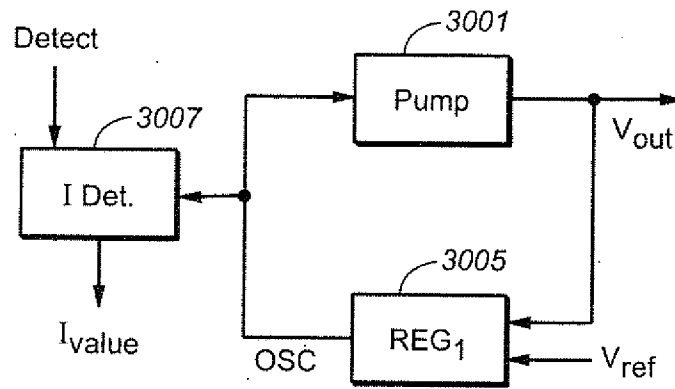 Detect
3001
Pump
3007
V_out
I Det.
3005
I_value
OSC
REG_1
V_ref